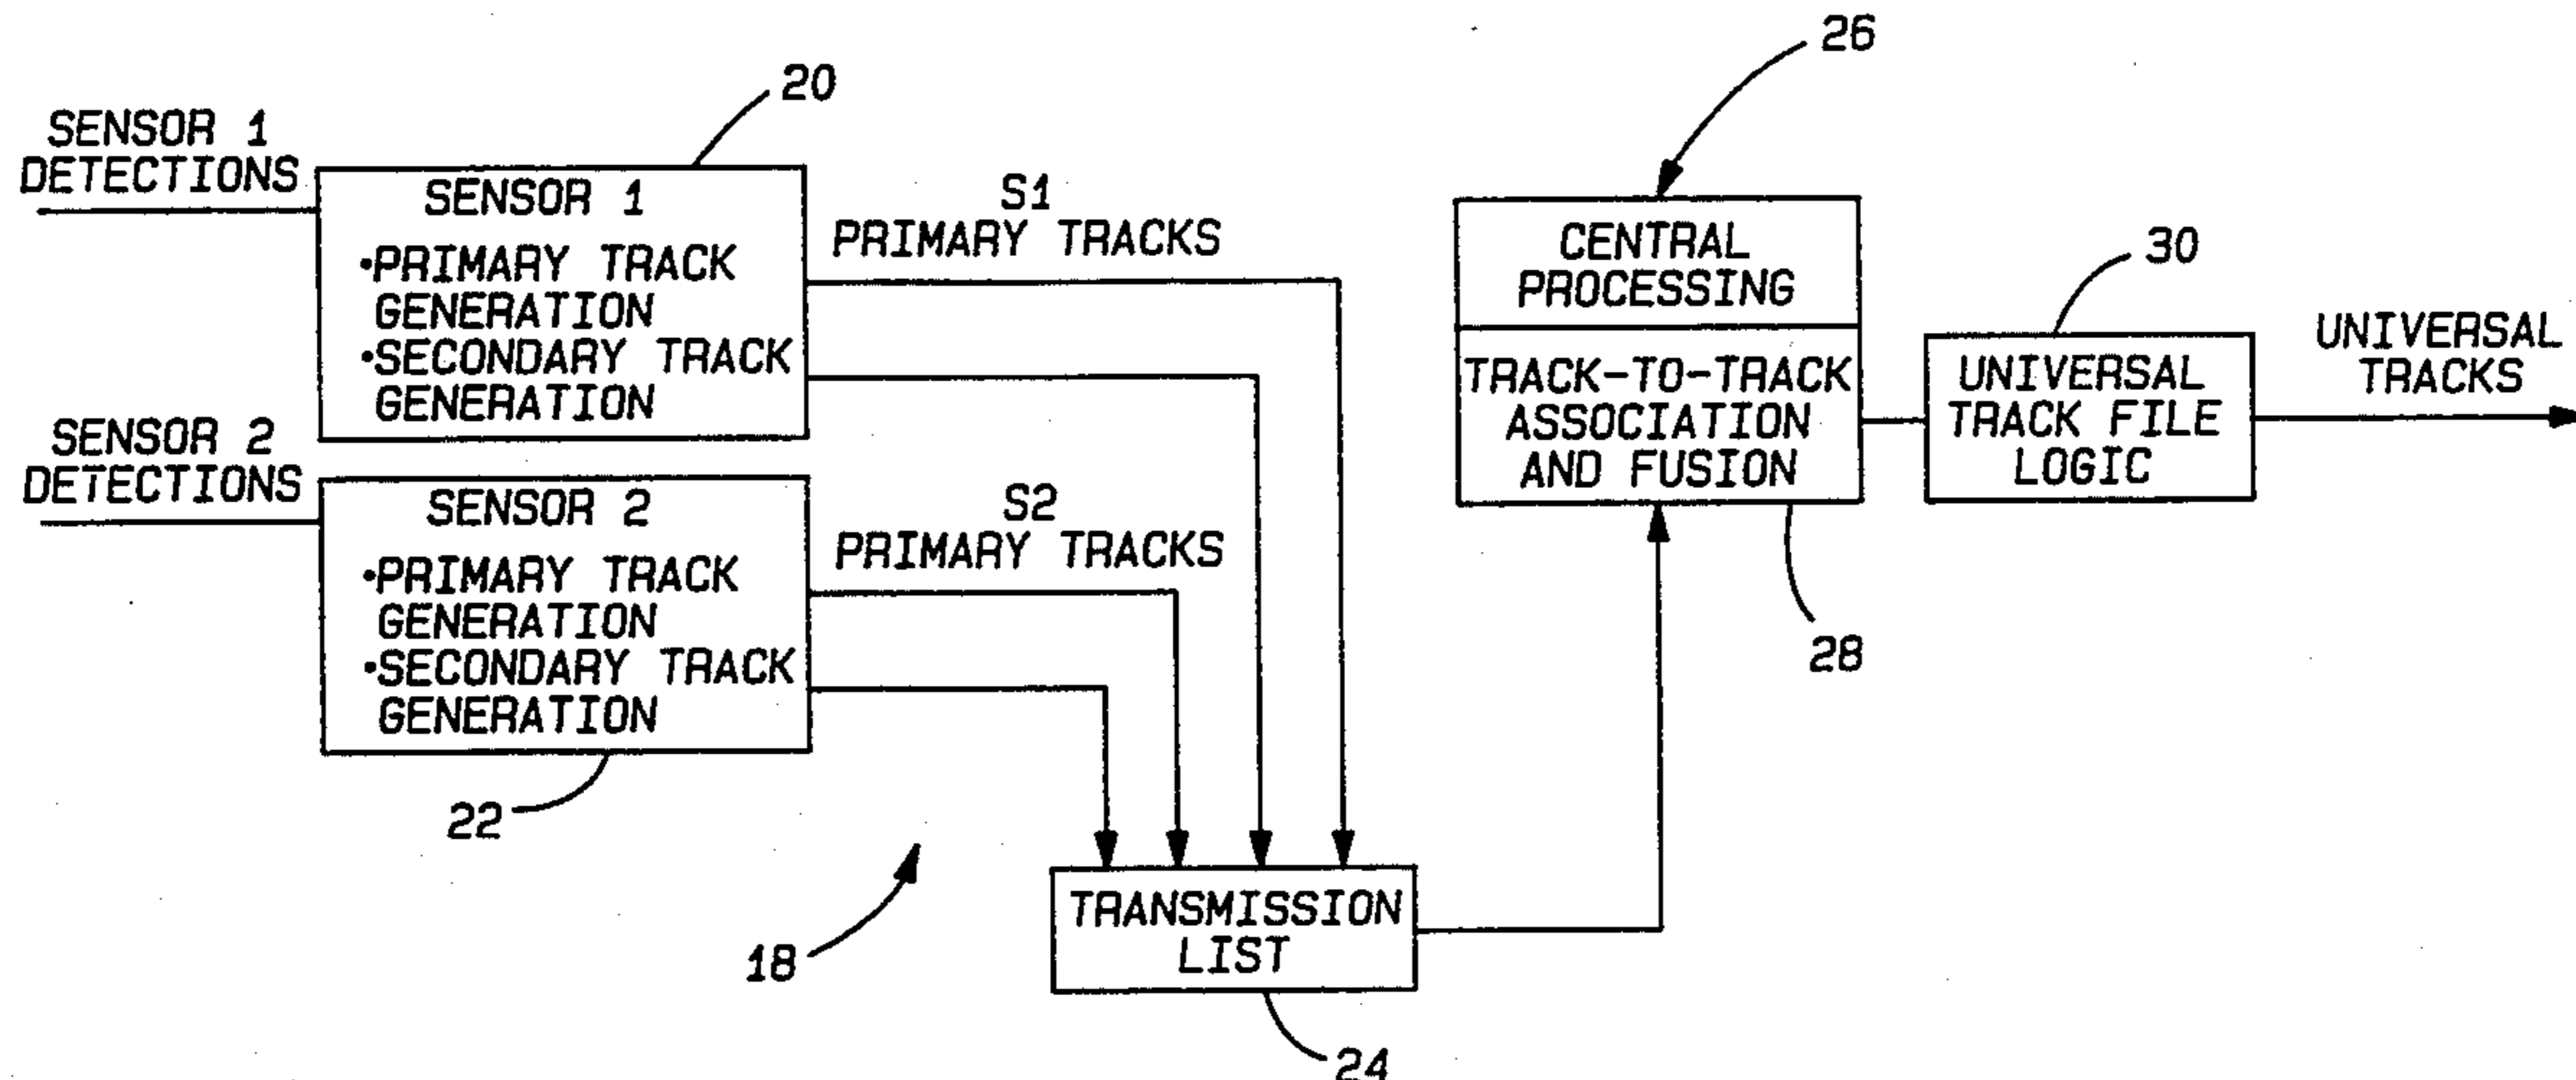 26
20
SENSOR 1
DETECTIONS
SENSOR 1
•PRIMARY TRACK
GENERATION
•SECONDARY TRACK
GENERATION
S1
PRIMARY TRACKS
CENTRAL
PROCESSING
TRACK-TO-TRACK
ASSOCIATION
AND FUSION
30
UNIVERSAL
TRACK FILE
LOGIC
UNIVERSAL
TRACKS
SENSOR 2
DETECTIONS
SENSOR 2
•PRIMARY TRACK
GENERATION
•SECONDARY TRACK
GENERATION
S2
PRIMARY TRACKS
28
22
18
TRANSMISSION
LIST
24